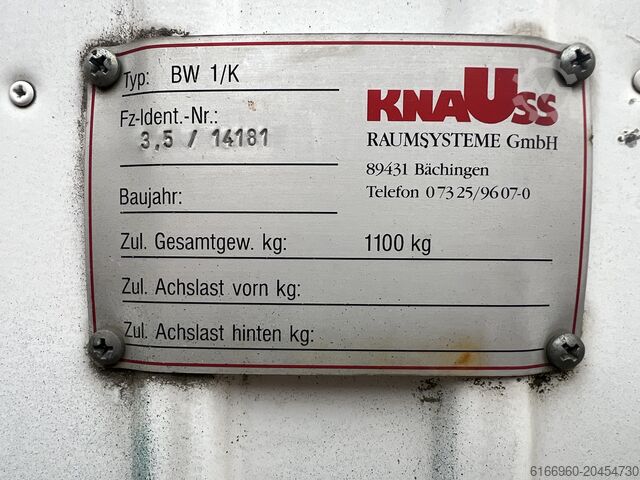 Typ: BW 1/K
Fz-Ident.-Nr.:
3,5 / 14181
Baujahr:
Zul. Gesamtgew. kg: 1100 kg
Zul. Achslast vorn kg:
Zul. Achslast hinten kg:
KNAUSS
RAUMSYSTEME GmbH
89431 Bächingen
Telefon 0 73 25/96 07-0
6166960-20454730